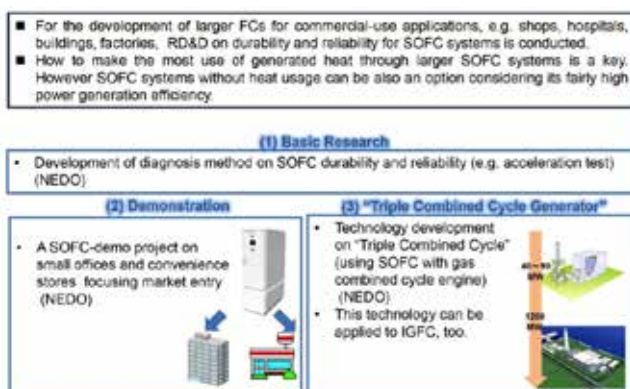 ■ For the development of larger FCs for commercial-use applications, e.g. shops, hospitals,
buildings, factories, RD&D on durability and reliability for SOFC systems is conducted.
■ How to make the most use of generated heat through larger SOFC systems is a key.
However SOFC systems without heat usage can be also an option considering its fairly high
power generation efficiency.
(1) Basic Research
• Development of diagnosis method on SOFC durability and reliability (e.g. acceleration test)
(NEDO)
(2) Demonstration
• A SOFC-demo project on
small offices and convenience
stores focusing market entry
(NEDO)
(3) "Triple Combined Cycle Generator"
• Technology development
on "Triple Combined Cycle"
(using SOFC with gas
combined cycle engine)
(NEDO)
• This technology can be
applied to IGFC, too.
MW
1200
MW